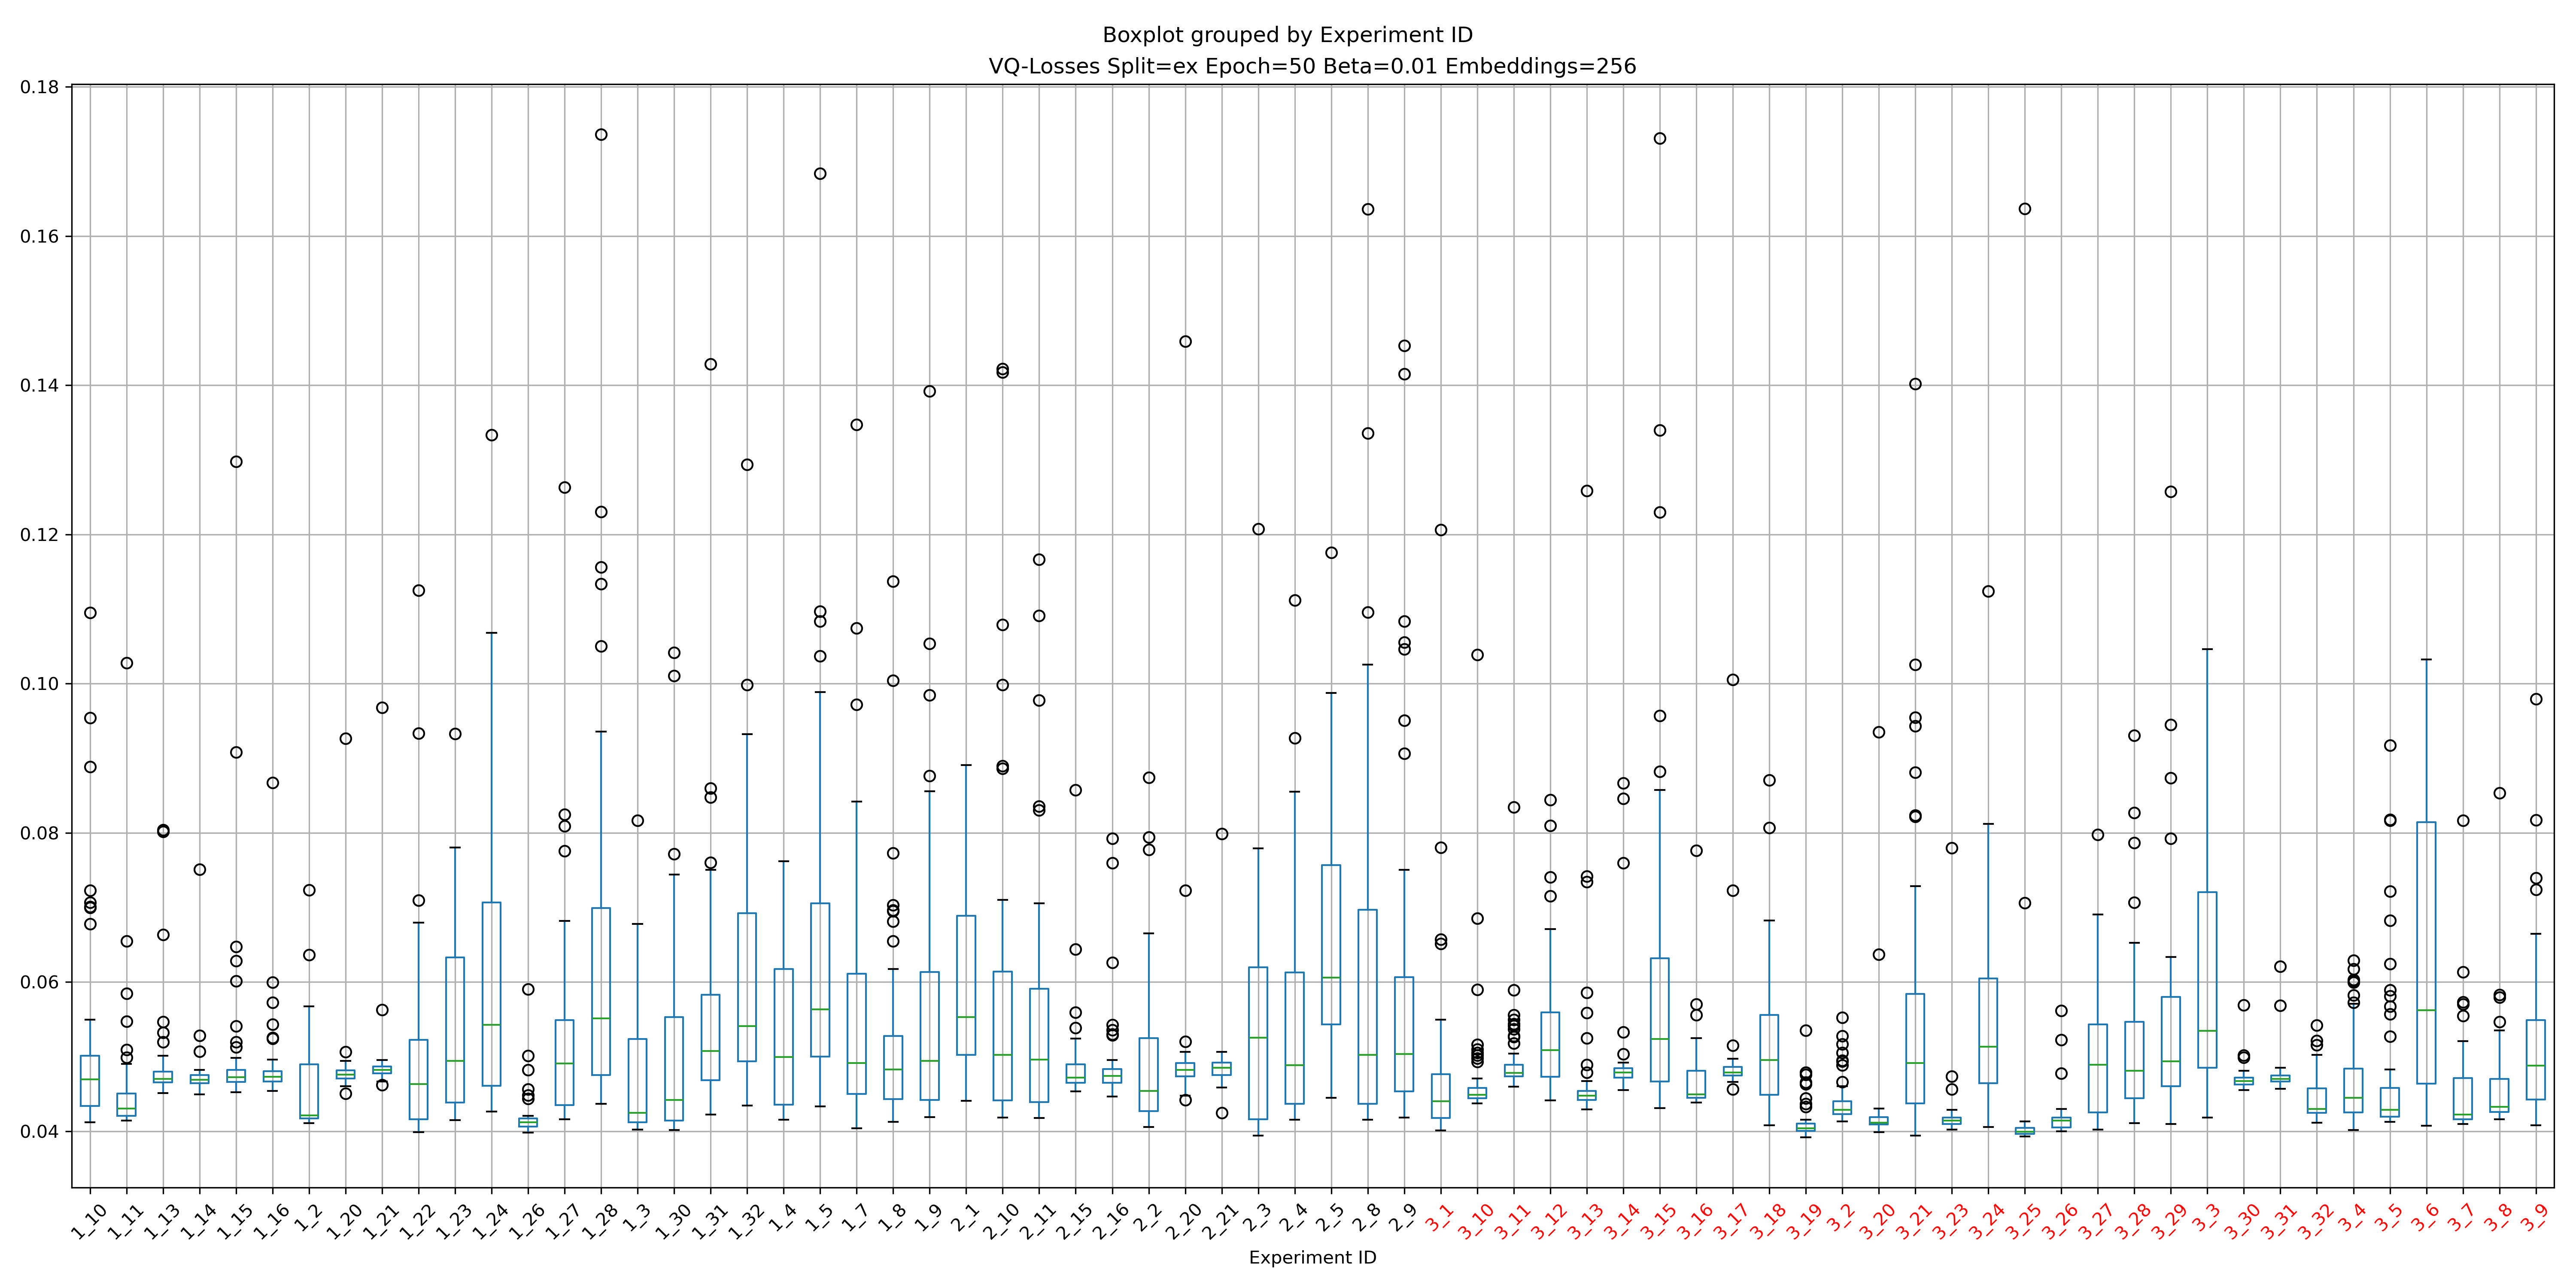 Boxplot grouped by Experiment ID
VQ-Losses Split=ex Epoch=50 Beta=0.01 Embeddings=256
0.18
0.16
0.14
0.12
0.10
0.08
0.06
0.04
1_10 1_11 1_13 1_14 1_15 1_16 1_2 1_20 1_21 1_22 1_23 1_24 1_26 1_27 1_28 1_3 1_30 1_31 1_32 1_4 1_5 1_7 1_8 1_9 2_1 2_10 2_11 2_15 2_16 2_2 2_20 2_21 2_3 2_4 2_5 2_8 2_9 3_1 3_10 3_11 3_12 3_13 3_14 3_15 3_16 3_17 3_18 3_19 3_2 3_20 3_21 3_23 3_24 3_25 3_26 3_27 3_28 3_29 3_3 3_30 3_31 3_32 3_4 3_5 3_6 3_7 3_8 3_9
Experiment ID